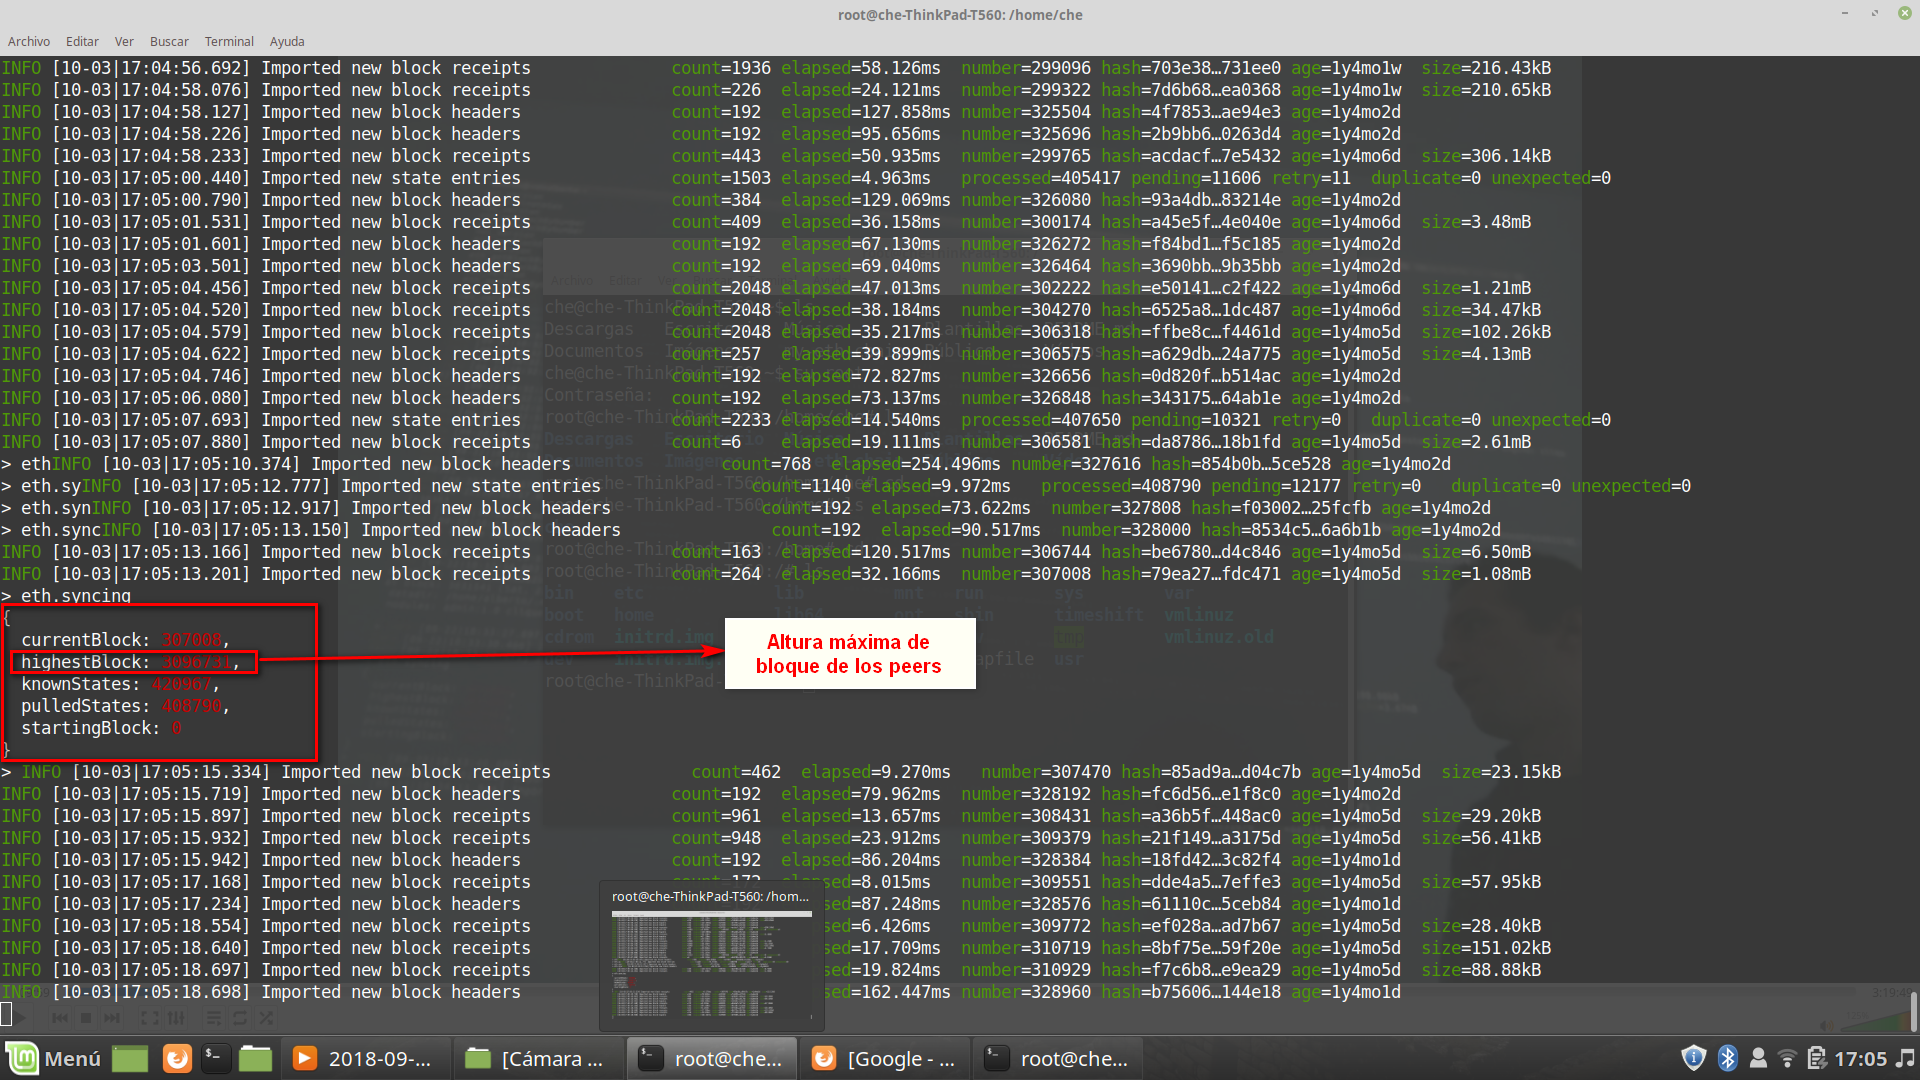 root@che-ThinkPad-T560: /home/che
Archivo Editar Ver Buscar Terminal Ayuda
INFO [10-03|17:04:56.692] Imported new block receipts count=1936 elapsed=58.126ms number=299096 hash=703e38…731ee0 age=1y4mo1w size=216.43kB
INFO [10-03|17:04:58.076] Imported new block receipts count=226 elapsed=24.121ms number=299322 hash=7d6b68…ea0368 age=1y4mo1w size=210.65kB
INFO [10-03|17:04:58.127] Imported new block headers count=192 elapsed=127.858ms number=325504 hash=4f7853…ae94e3 age=1y4mo2d
INFO [10-03|17:04:58.226] Imported new block headers count=192 elapsed=95.656ms number=325696 hash=2b9bb6…0263d4 age=1y4mo2d
INFO [10-03|17:04:58.233] Imported new block receipts count=443 elapsed=50.935ms number=299765 hash=acdacf…7e5432 age=1y4mo6d size=306.14kB
INFO [10-03|17:05:00.440] Imported new state entries count=1503 elapsed=4.963ms processed=405417 pending=11606 retry=11 duplicate=0 unexpected=0
INFO [10-03|17:05:00.790] Imported new block headers count=384 elapsed=129.069ms number=326080 hash=93a4db…83214e age=1y4mo2d
INFO [10-03|17:05:01.531] Imported new block receipts count=409 elapsed=36.158ms number=300174 hash=a45e5f…4e040e age=1y4mo6d size=3.48mB
INFO [10-03|17:05:01.601] Imported new block headers count=192 elapsed=67.130ms number=326272 hash=f84bd1…f5c185 age=1y4mo2d
INFO [10-03|17:05:03.501] Imported new block headers count=192 elapsed=69.040ms number=326464 hash=3690bb…9b35bb age=1y4mo2d
INFO [10-03|17:05:04.456] Imported new block receipts count=2048 elapsed=47.013ms number=302222 hash=e50141…c2f422 age=1y4mo6d size=1.21mB
INFO [10-03|17:05:04.520] Imported new block receipts count=2048 elapsed=38.184ms number=304270 hash=6525a8…1dc487 age=1y4mo6d size=34.47kB
INFO [10-03|17:05:04.579] Imported new block receipts count=2048 elapsed=35.217ms number=306318 hash=ffbe8c…f4461d age=1y4mo5d size=102.26kB
INFO [10-03|17:05:04.622] Imported new block receipts count=257 elapsed=39.899ms number=306575 hash=a629db…24a775 age=1y4mo5d size=4.13mB
INFO [10-03|17:05:04.746] Imported new block headers count=192 elapsed=72.827ms number=326656 hash=0d820f…b514ac age=1y4mo2d
INFO [10-03|17:05:06.080] Imported new block headers count=192 elapsed=73.137ms number=326848 hash=343175…64ab1e age=1y4mo2d
INFO [10-03|17:05:07.693] Imported new state entries count=2233 elapsed=14.540ms processed=407650 pending=10321 retry=0 duplicate=0 unexpected=0
INFO [10-03|17:05:07.880] Imported new block receipts count=6 elapsed=19.111ms number=306581 hash=da8786…18b1fd age=1y4mo5d size=2.61mB
> ethINFO [10-03|17:05:10.374] Imported new block headers count=768 elapsed=254.496ms number=327616 hash=854b0b…5ce528 age=1y4mo2d
> eth.syINFO [10-03|17:05:12.777] Imported new state entries count=1140 elapsed=9.972ms processed=408790 pending=12177 retry=0 duplicate=0 unexpected=0
> eth.synINFO [10-03|17:05:12.917] Imported new block headers count=192 elapsed=73.622ms number=327808 hash=f03002…25fcfb age=1y4mo2d
> eth.syncINFO [10-03|17:05:13.150] Imported new block headers count=192 elapsed=90.517ms number=328000 hash=8534c5…6a6b1b age=1y4mo2d
INFO [10-03|17:05:13.166] Imported new block receipts count=163 elapsed=120.517ms number=306744 hash=be6780…d4c846 age=1y4mo5d size=6.50mB
INFO [10-03|17:05:13.201] Imported new block receipts count=264 elapsed=32.166ms number=307008 hash=79ea27…fdc471 age=1y4mo5d size=1.08mB
> eth.syncing
{
currentBlock: 307008,
highestBlock: 3096731,
knownStates: 420967,
pulledStates: 408790,
startingBlock: 0
}
Altura máxima de
bloque de los peers
> INFO [10-03|17:05:15.334] Imported new block receipts count=462 elapsed=9.270ms number=307470 hash=85ad9a…d04c7b age=1y4mo5d size=23.15kB
INFO [10-03|17:05:15.719] Imported new block headers count=192 elapsed=79.962ms number=328192 hash=fc6d56…e1f8c0 age=1y4mo2d
INFO [10-03|17:05:15.897] Imported new block receipts count=961 elapsed=13.657ms number=308431 hash=a36b5f…448ac0 age=1y4mo5d size=29.20kB
INFO [10-03|17:05:15.932] Imported new block receipts count=948 elapsed=23.912ms number=309379 hash=21f149…a3175d age=1y4mo5d size=56.41kB
INFO [10-03|17:05:15.942] Imported new block headers count=192 elapsed=86.204ms number=328384 hash=18fd42…3c82f4 age=1y4mo1d
INFO [10-03|17:05:17.168] Imported new block receipts count=172 elapsed=8.015ms number=309551 hash=dde4a5…7effe3 age=1y4mo5d size=57.95kB
INFO [10-03|17:05:17.234] Imported new block headers =87.248ms number=328576 hash=61110c…5ceb84 age=1y4mo1d
INFO [10-03|17:05:18.554] Imported new block receipts ed=6.426ms number=309772 hash=ef028a…ad7b67 age=1y4mo5d size=28.40kB
INFO [10-03|17:05:18.640] Imported new block receipts ed=17.709ms number=310719 hash=8bf75e…59f20e age=1y4mo5d size=151.02kB
INFO [10-03|17:05:18.697] Imported new block receipts ed=19.824ms number=310929 hash=f7c6b8…e9ea29 age=1y4mo5d size=88.88kB
INFO [10-03|17:05:18.698] Imported new block headers ed=162.447ms number=328960 hash=b75606…144e18 age=1y4mo1d
root@che-ThinkPad-T560: /hom...
3:19:49
Menú 2018-09-... [Cámara ... root@che... [Google - ... root@che... 17:05